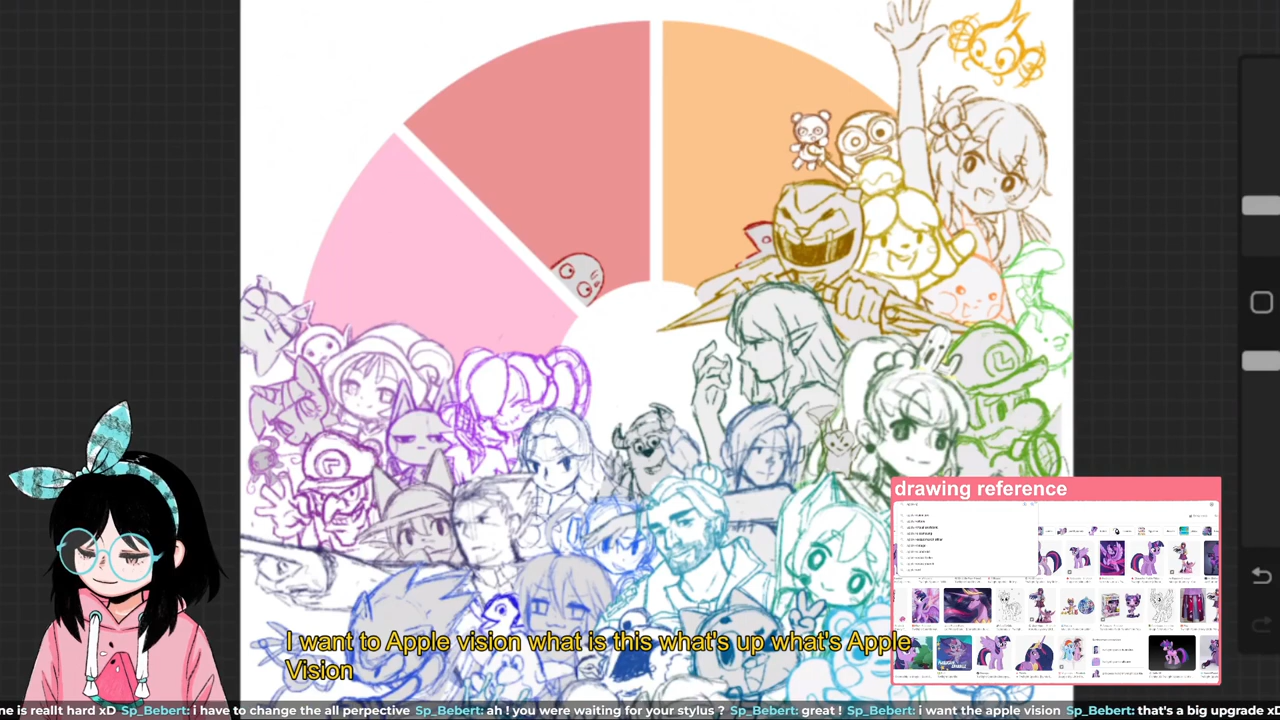 drawing reference
I want to Apple vision what is this what's up what's Apple
Vision
ne is reallt hard xD Sp_Bebert: i have to change the all perpective Sp_Bebert: ah ! you were waiting for your stylus ? Sp_Bebert: great ! Sp_Bebert: i want the apple vision Sp_Bebert: that's a big upgrade xD